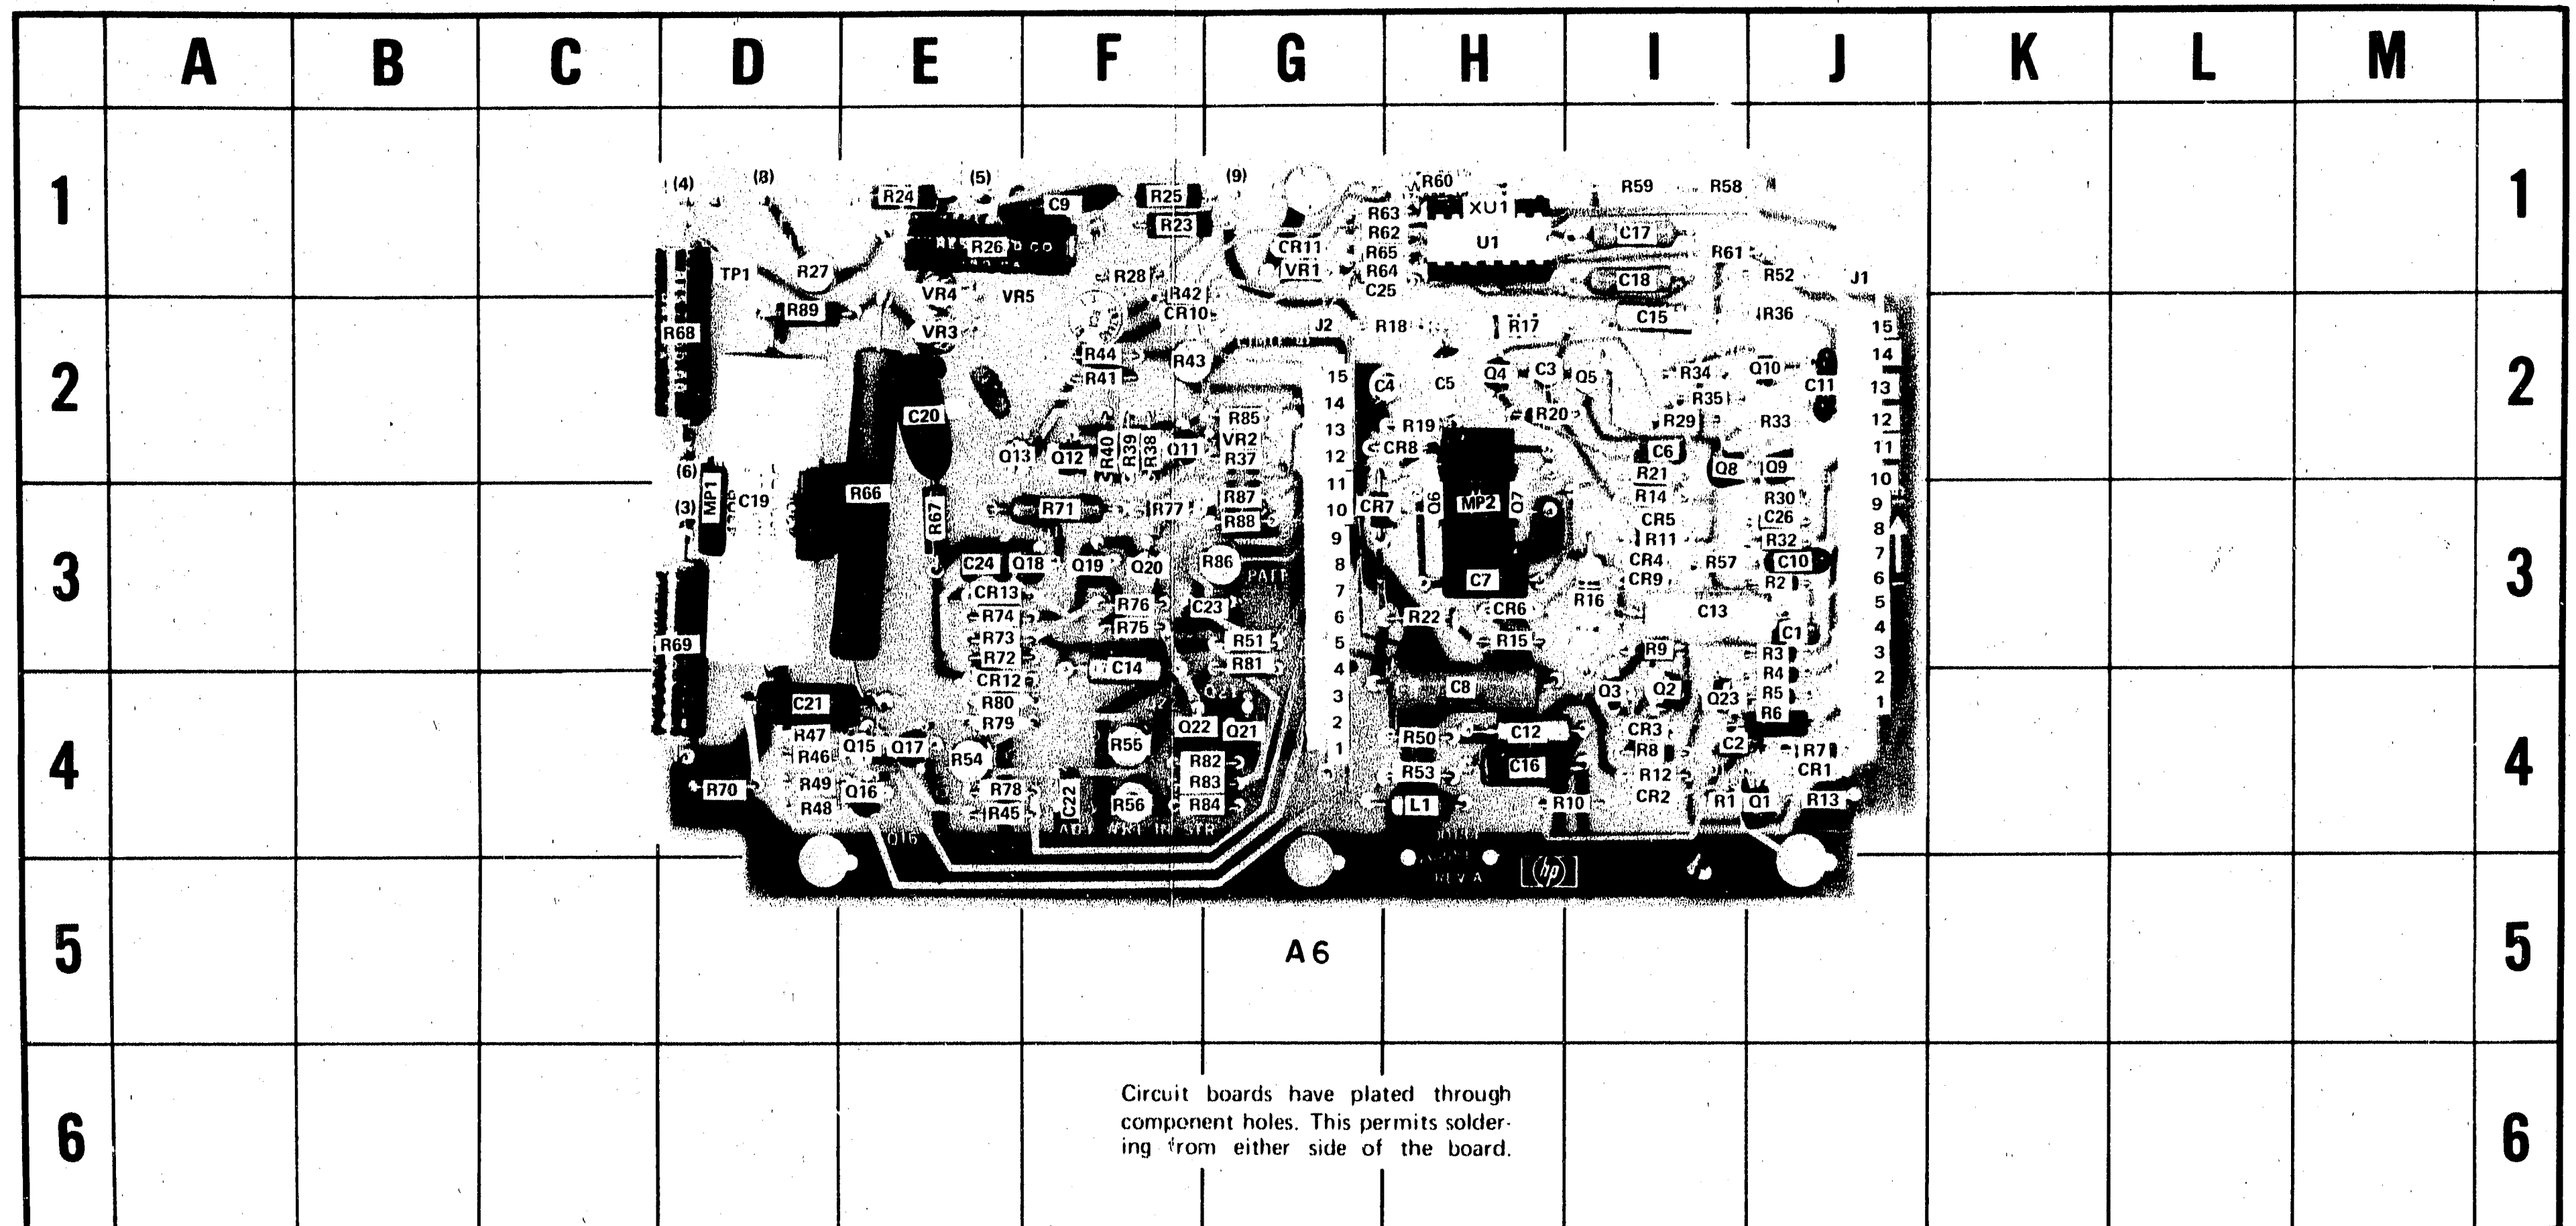 A B C D E F G H I J K L M
1 1
(4) (8) (5) (9)
R24 C9 R25 R60 R59 R58
R23 R63 XU1
R26 CR11 R62 U1 C17
R65 R61
TP1 R27 R28 VR1 R64 C18 R52 J1
VR4 VR5 R42 C25
R89 CR10 C15 R36
R68 VR3 J2 R18 R17 15
2 2
R44 R43 14
R41 15 C4 C5 Q4 C3 Q5 R34 Q10 C11 13
C20 14 R20 R35
R85 13 R19 R29 R33 12
Q13 Q12 R40 R39 R38 Q11 VR2 12 CR8 C6 11
(6) R37 R21 Q8 Q9
MP1 C19 R66 11 10
(3) R67 R71 R77 R87 10 CR7 Q6 MP2 Q7 R14 R30 9
R88 CR5 C26 8
9 R11 R32
3 3
C24 Q18 Q19 Q20 R86 8 CR4 R57 C10 7
PATT C7 CR9 R2 6
CR13 R76 C23 7 R16 5
R74 R75 6 R22 CR6 C13 C1 4
R69 R73 R51 5 R15 R9 R3 3
R72 C14 R81 4 R4
CR12 Q21 C8 Q3 Q2 Q23 R5 2
C21 R80 3 R6 1
R79 Q22 Q21 2 C12 CR3
4 4
R47 Q15 Q17 R54 R55 1 R50 R8 C2 R7
R46 R82 C16 CR1
R70 R49 Q16 R78 C22 R83 R53 R12
R48 R45 R56 R84 L1 R10 CR2 R1 Q1 R13
Q16
REV A hp
5 5
A6
6 6
Circuit boards have plated through
component holes. This permits solder-
ing from either side of the board.